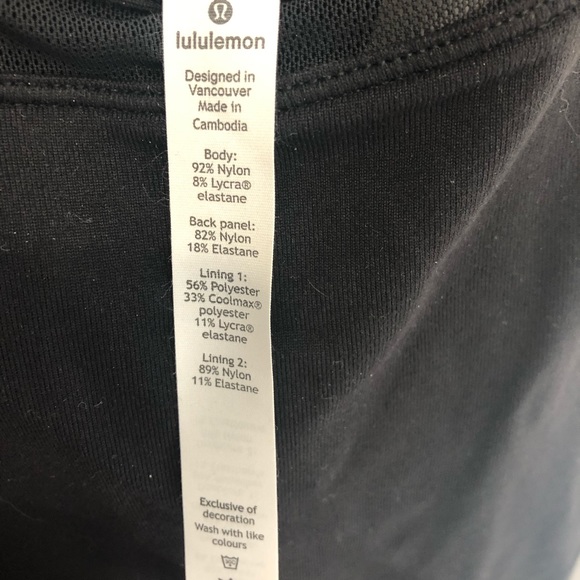 lululemon
Designed in
Vancouver
Made in
Cambodia
Body:
92% Nylon
8% Lycra®
elastane
Back panel:
82% Nylon
18% Elastane
Lining 1:
56% Polyester
33% Coolmax®
polyester
11% Lycra®
elastane
Lining 2:
89% Nylon
11% Elastane
Exclusive of
decoration
Wash with like
colours